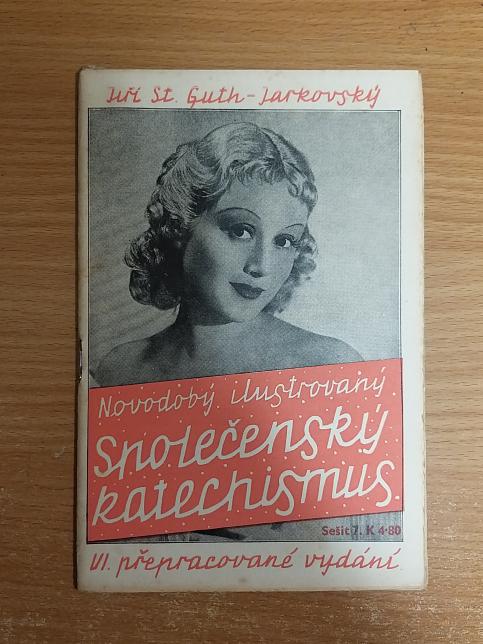 Jiří St. Guth-Jarkovský
Novodobý ilustrovaný
Společenský
katechismus.
Sešit 7. K 4·80
VI. přepracované vydání